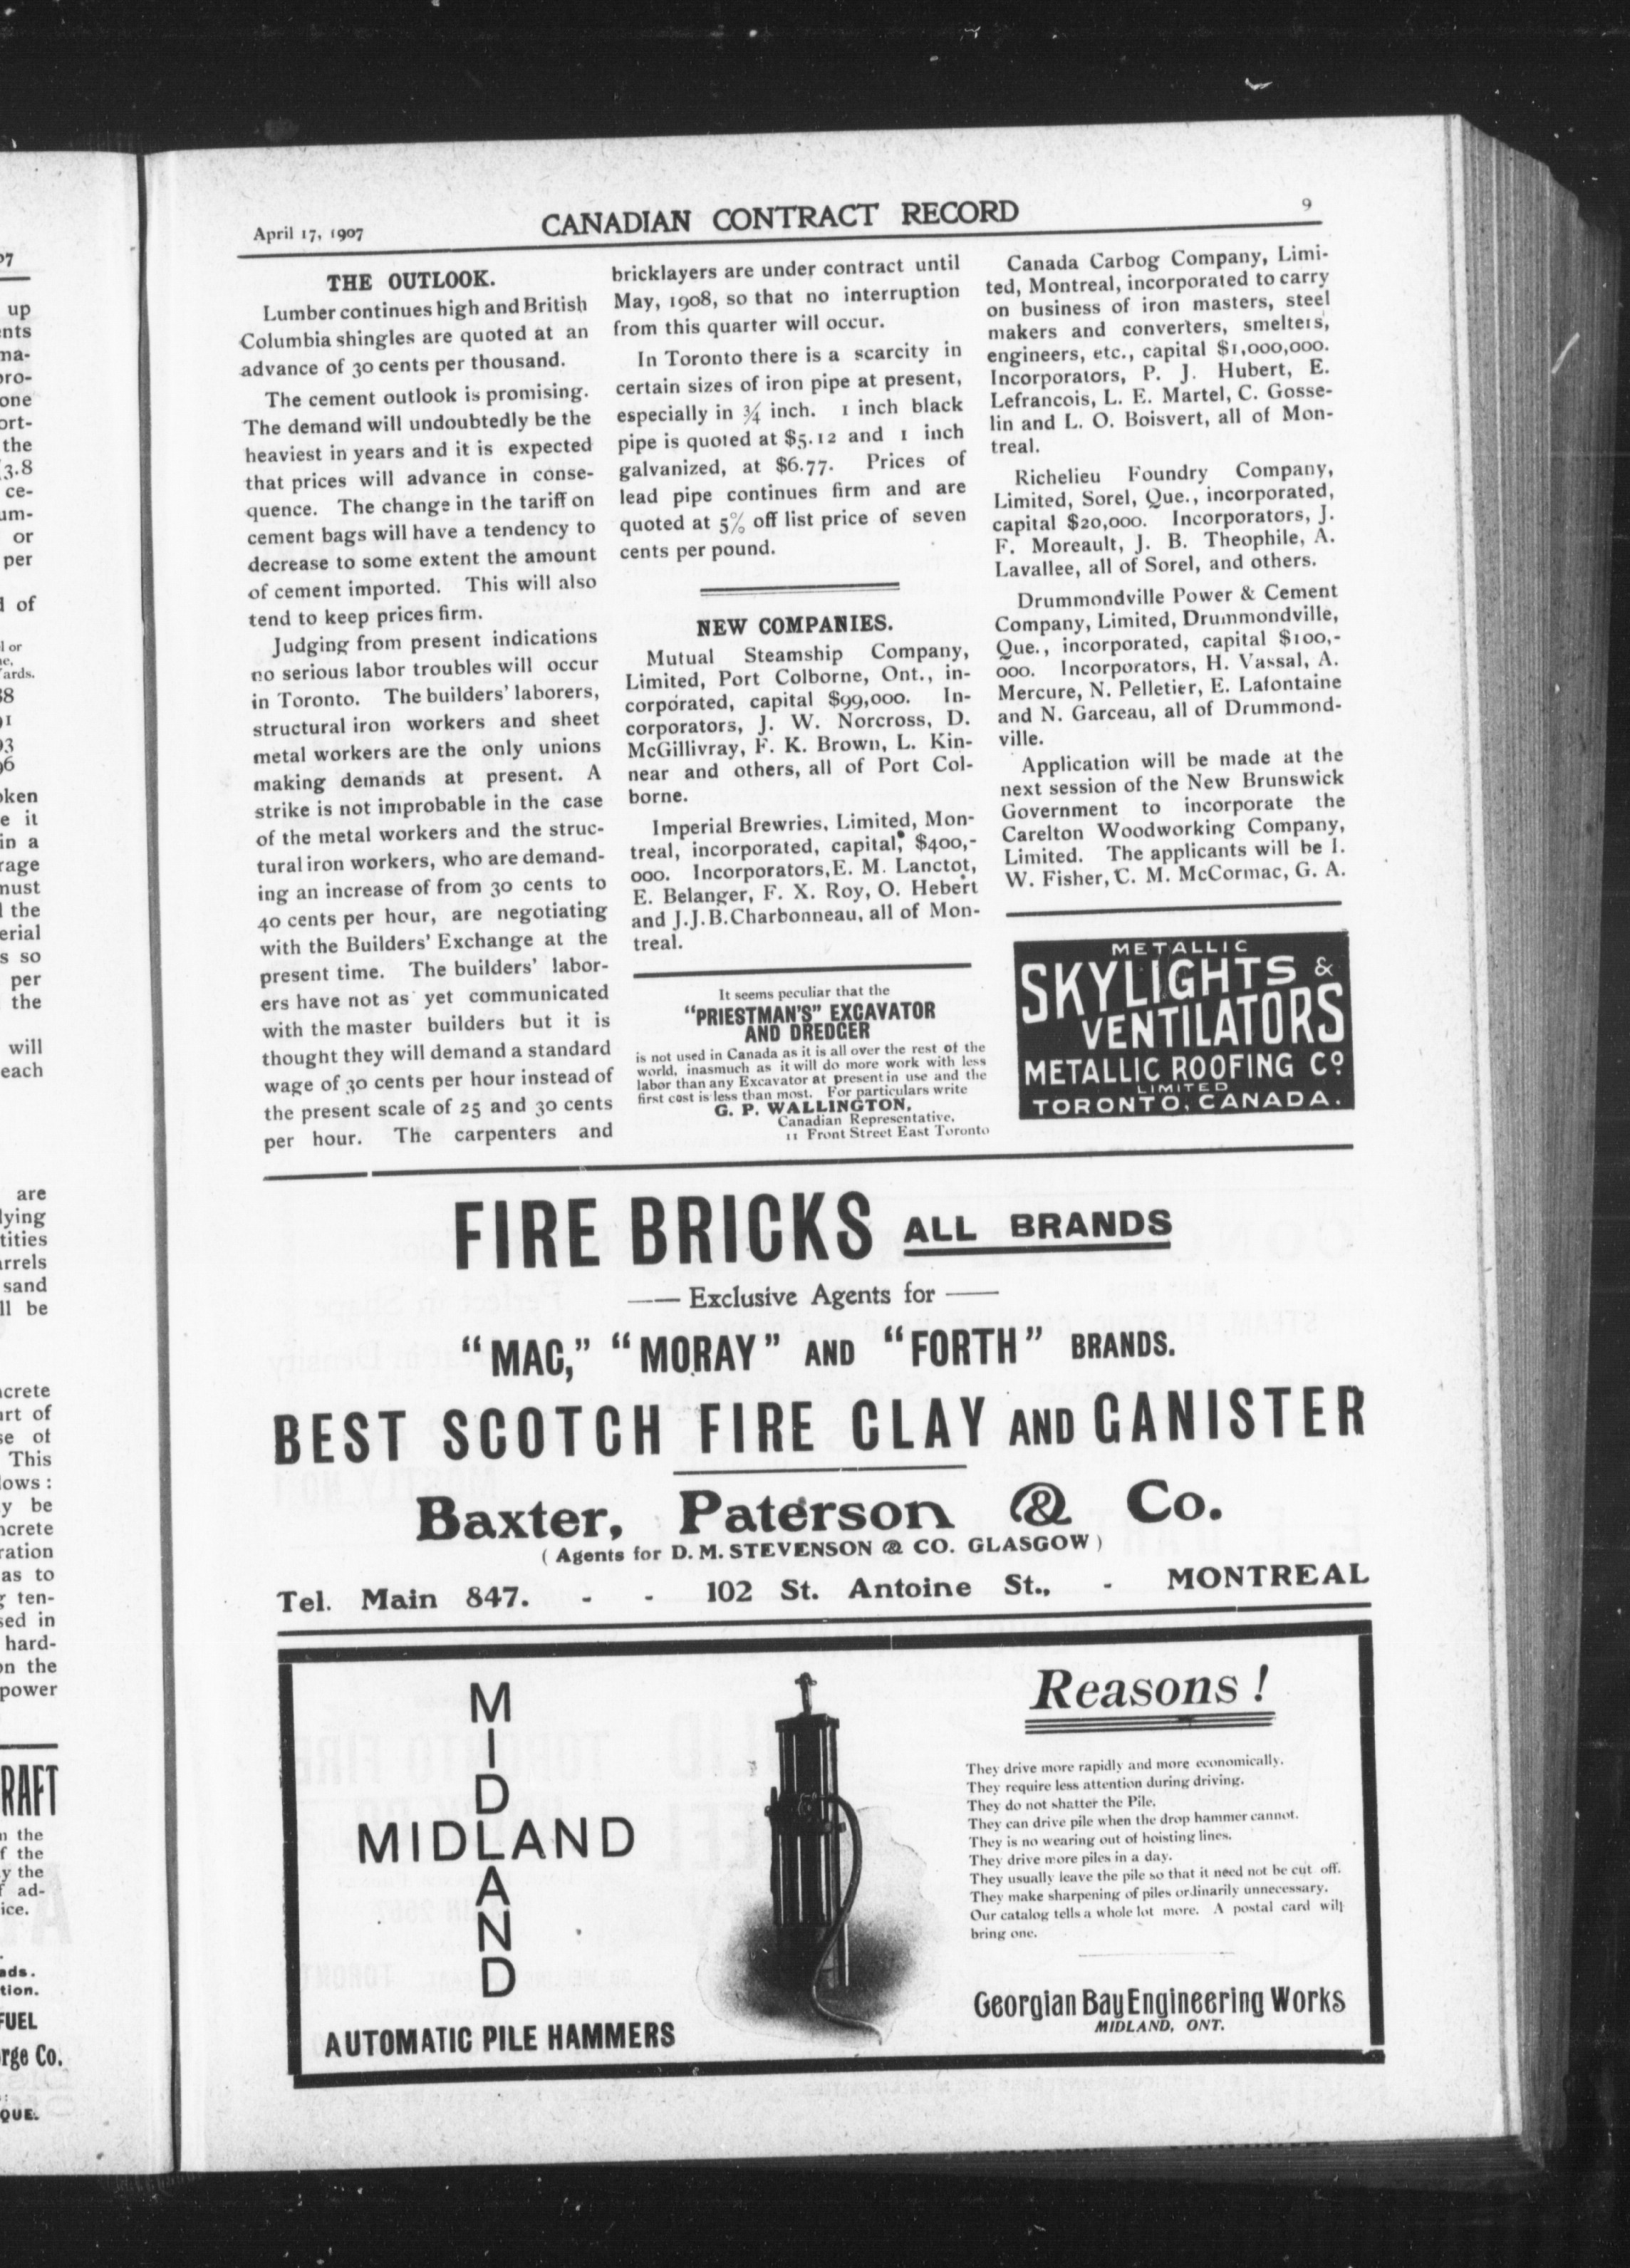 April 17, 1907
CANADIAN CONTRACT RECORD
9
THE OUTLOOK.
Lumber continues high and British
Columbia shingles are quoted at an
advance of 30 cents per thousand.
The cement outlook is promising.
The demand will undoubtedly be the
heaviest in years and it is expected
that prices will advance in conse-
quence. The change in the tariff on
cement bags will have a tendency to
decrease to some extent the amount
of cement imported. This will also
tend to keep prices firm.
Judging from present indications
no serious labor troubles will occur
in Toronto. The builders' laborers,
structural iron workers and sheet
metal workers are the only unions
making demands at present. A
strike is not improbable in the case
of the metal workers and the struc-
tural iron workers, who are demand-
ing an increase of from 30 cents to
40 cents per hour, are negotiating
with the Builders' Exchange at the
present time. The builders' labor-
ers have not as yet communicated
with the master builders but it is
thought they will demand a standard
wage of 30 cents per hour instead of
the present scale of 25 and 30 cents
per hour. The carpenters and
bricklayers are under contract until
May, 1908, so that no interruption
from this quarter will occur.
In Toronto there is a scarcity in
certain sizes of iron pipe at present,
especially in ¾ inch. 1 inch black
pipe is quoted at $5.12 and 1 inch
galvanized, at $6.77. Prices of
lead pipe continues firm and are
quoted at 5% off list price of seven
cents per pound.
NEW COMPANIES.
Mutual Steamship Company,
Limited, Port Colborne, Ont., in-
corporated, capital $99,000. In-
corporators, J. W. Norcross, D.
McGillivray, F. K. Brown, L. Kin-
near and others, all of Port Col-
borne.
Imperial Brewries, Limited, Mon-
treal, incorporated, capital, $400,-
000. Incorporators, E. M. Lanctot,
E. Belanger, F. X. Roy, O. Hebert
and J. J. B. Charbonneau, all of Mon-
treal.
It seems peculiar that the
"PRIESTMAN'S" EXCAVATOR
AND DREDGER
is not used in Canada as it is all over the rest of the
world, inasmuch as it will do more work with less
labor than any Excavator at present in use and the
first cost is less than most. For particulars write
G. P. WALLINGTON,
Canadian Representative,
11 Front Street East Toronto
Canada Carbog Company, Limi-
ted, Montreal, incorporated to carry
on business of iron masters, steel
makers and converters, smelters,
engineers, etc., capital $1,000,000.
Incorporators, P. J. Hubert, E.
Lefrancois, L. E. Martel, C. Gosse-
lin and L. O. Boisvert, all of Mon-
treal.
Richelieu Foundry Company,
Limited, Sorel, Que., incorporated,
capital $20,000. Incorporators, J.
F. Moreault, J. B. Theophile, A.
Lavallee, all of Sorel, and others.
Drummondville Power & Cement
Company, Limited, Drummondville,
Que., incorporated, capital $100,-
000. Incorporators, H. Vassal, A.
Mercure, N. Pelletier, E. Lafontaine
and N. Garceau, all of Drummond-
ville.
Application will be made at the
next session of the New Brunswick
Government to incorporate the
Carelton Woodworking Company,
Limited. The applicants will be I.
W. Fisher, C. M. McCormac, G. A.
METALLIC
SKYLIGHTS &
VENTILATORS
METALLIC ROOFING CO.
LIMITED
TORONTO, CANADA.
FIRE BRICKS ALL BRANDS
Exclusive Agents for
"MAC," "MORAY" AND "FORTH" BRANDS.
BEST SCOTCH FIRE CLAY AND GANISTER
Baxter, Paterson & Co.
( Agents for D. M. STEVENSON & CO. GLASGOW )
Tel. Main 847. - - 102 St. Antoine St., - MONTREAL
MIDLAND
MIDLAND
AUTOMATIC PILE HAMMERS
Reasons !
They drive more rapidly and more economically.
They require less attention during driving.
They do not shatter the Pile.
They can drive pile when the drop hammer cannot.
They is no wearing out of hoisting lines.
They drive more piles in a day.
They usually leave the pile so that it need not be cut off.
They make sharpening of piles ordinarily unnecessary.
Our catalog tells a whole lot more. A postal card will
bring one.
Georgian Bay Engineering Works
MIDLAND, ONT.